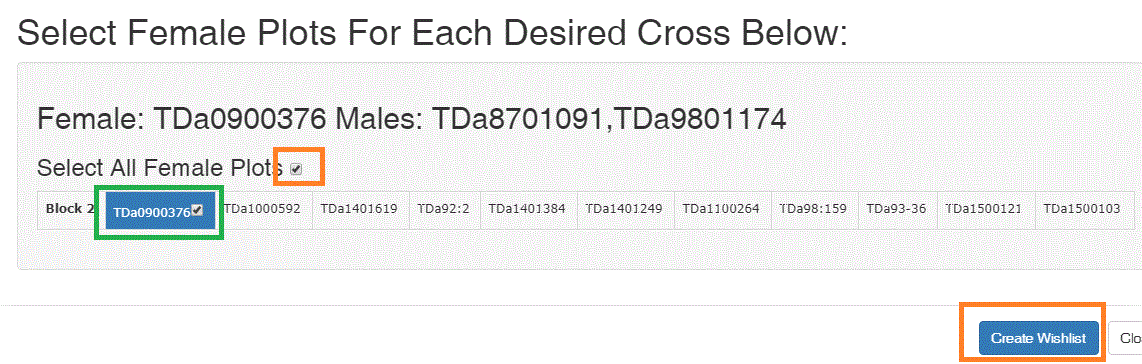 Select Female Plots For Each Desired Cross Below:
Female: TDa0900376 Males: TDa8701091,TDa9801174
Select All Female Plots
Block 2 TDa0900376 TDa1000592 TDa1401619 TDa92:2 TDa1401384 TDa1401249 TDa1100264 TDa98:159 TDa93-36 TDa1500121 TDa1500103
Create Wishlist Clo